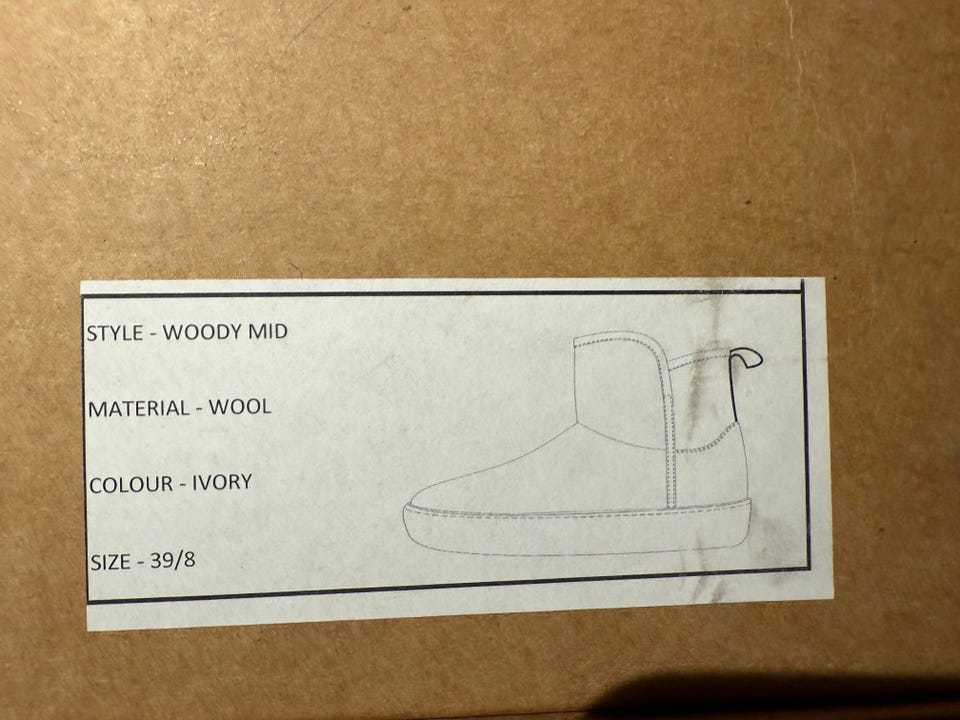 STYLE - WOODY MID
MATERIAL - WOOL
COLOUR - IVORY
SIZE - 39/8